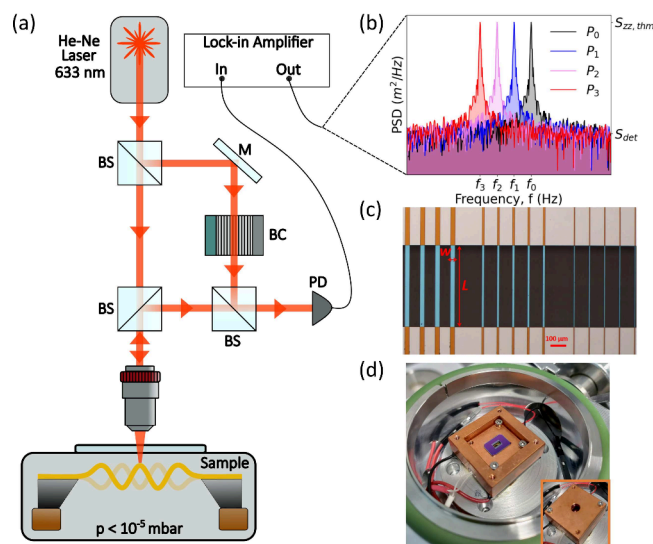 (a)
He-Ne
Laser
633 nm
Lock-in Amplifier
In
Out
BS
M
BC
BS
BS
PD
Sample
p < 10⁻⁵ mbar
(b)
PSD (m²/Hz)
P₀
P₁
P₂
P₃
S_zz, thm
S_det
f₃ f₂ f₁ f₀
Frequency, f (Hz)
(c)
w
L
100 µm
(d)